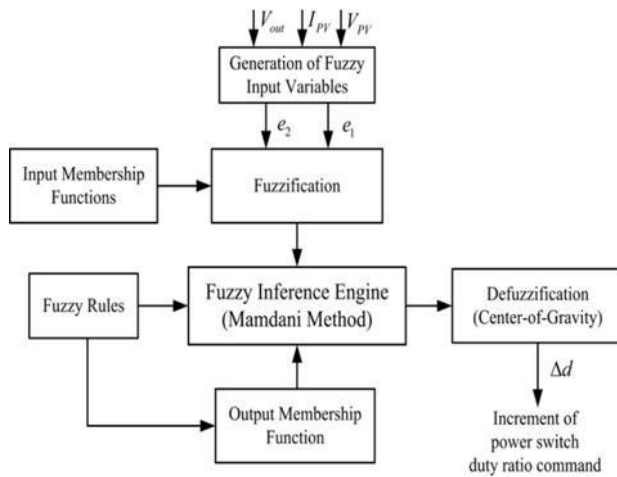 V_out I_PV V_PV
Generation of Fuzzy
Input Variables
e_2 e_1
Input Membership
Functions
Fuzzification
Fuzzy Rules
Fuzzy Inference Engine
(Mamdani Method)
Defuzzification
(Center-of-Gravity)
Δd
Output Membership
Function
Increment of
power switch
duty ratio command